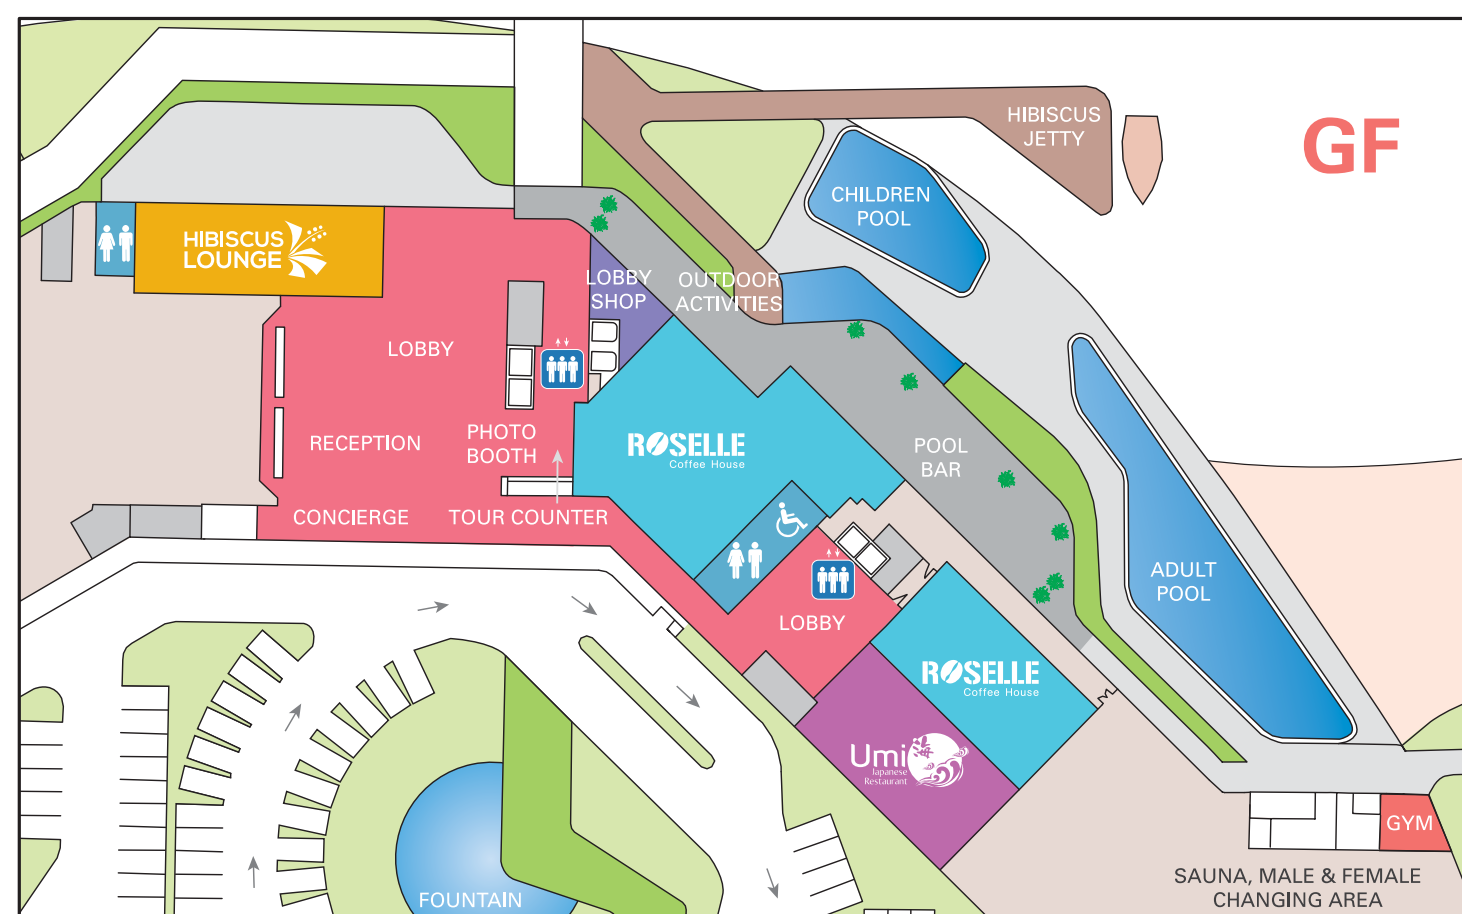 GF
HIBISCUS
JETTY
CHILDREN
POOL
HIBISCUS
LOUNGE
LOBBY
SHOP
OUTDOOR
ACTIVITIES
LOBBY
RECEPTION
PHOTO
BOOTH
ROSELLE
Coffee House
POOL
BAR
CONCIERGE
TOUR COUNTER
ADULT
POOL
LOBBY
ROSELLE
Coffee House
Umi
海
Japanese
Restaurant
GYM
SAUNA, MALE & FEMALE
CHANGING AREA
FOUNTAIN